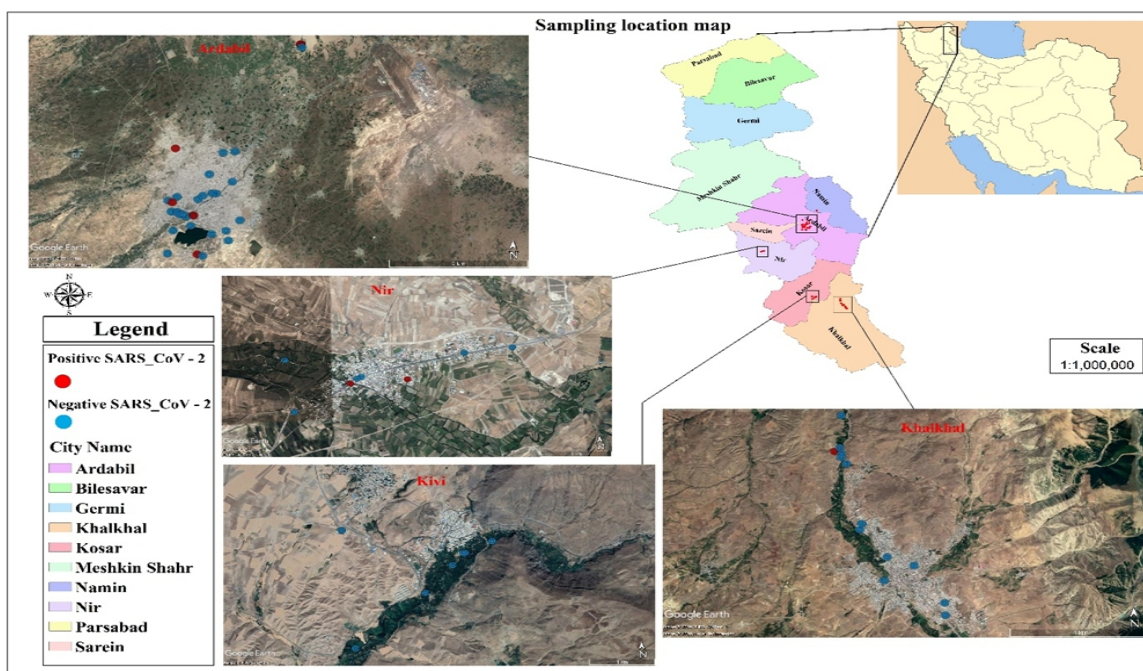 Sampling location map
Ardabil
Google Earth
N
Parsabad
Bilesavar
Germi
Meshkin Shahr
Namin
Ardabil
Sarein
Nir
Kosar
Khalkhal
Scale
1:1,000,000
N
W E
S
Legend
Positive SARS_CoV - 2
Negative SARS_CoV - 2
City Name
Ardabil
Bilesavar
Germi
Khalkhal
Kosar
Meshkin Shahr
Namin
Nir
Parsabad
Sarein
Nir
Google Earth
Kivi
Google Earth
N
Khalkhal
Google Earth
N